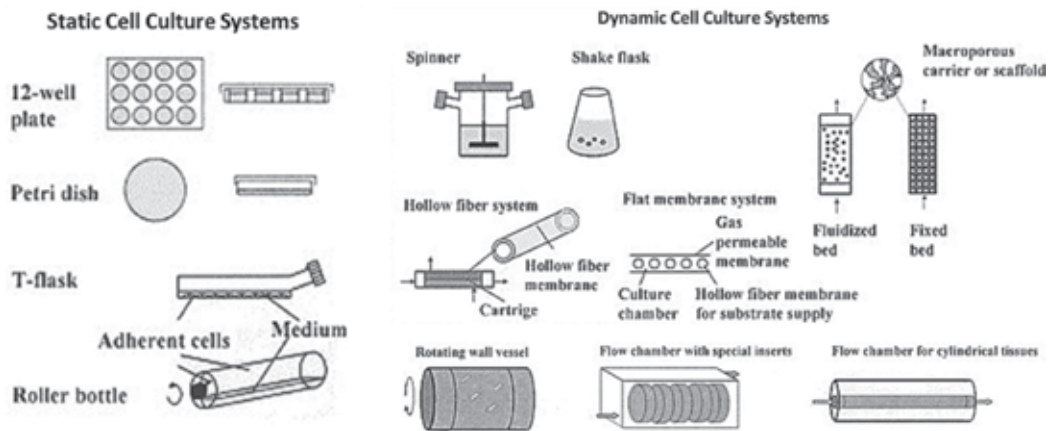 Static Cell Culture Systems
12-well
plate
Petri dish
T-flask
Adherent cells
Medium
Roller bottle
Dynamic Cell Culture Systems
Spinner
Shake flask
Macroporous
carrier or scaffold
Fluidized
bed
Fixed
bed
Hollow fiber system
Hollow fiber
membrane
Cartrige
Flat membrane system
Gas
permeable
membrane
Culture
chamber
Hollow fiber membrane
for substrate supply
Rotating wall vessel
Flow chamber with special inserts
Flow chamber for cylindrical tissues